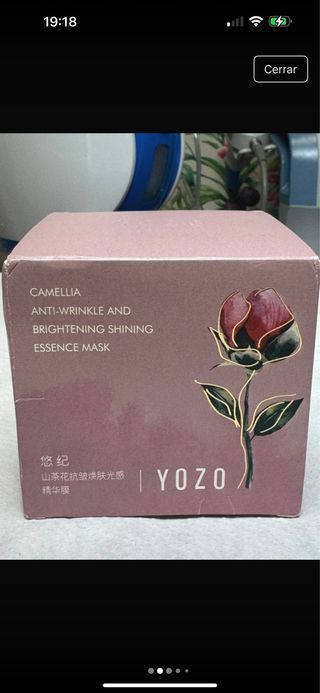 19:18
Cerrar
CAMELLIA
ANTI-WRINKLE AND
BRIGHTENING SHINING
ESSENCE MASK
悠纪
山茶花抗皱焕肤光感
精华膜
YOZO